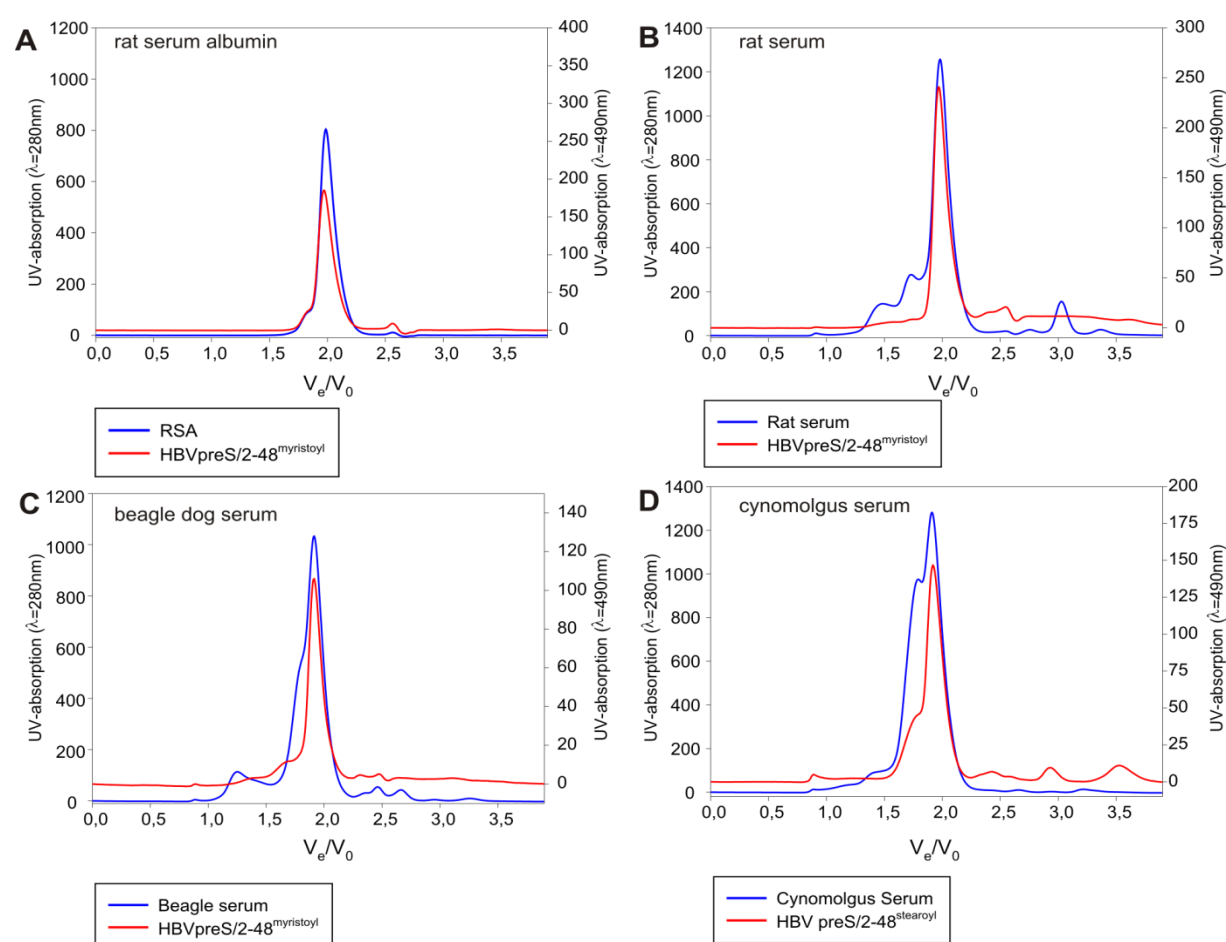 A
rat serum albumin
1200
1000
800
600
400
200
0
UV-absorption (λ=280nm)
400
350
300
250
200
150
100
50
0
UV-absorption (λ=490nm)
0,0 0,5 1,0 1,5 2,0 2,5 3,0 3,5
Ve/V0
RSA
HBVpreS/2-48myristoyl
B
rat serum
1400
1200
1000
800
600
400
200
0
UV-absorption (λ=280nm)
300
250
200
150
100
50
0
UV-absorption (λ=490nm)
0,0 0,5 1,0 1,5 2,0 2,5 3,0 3,5
Ve/V0
Rat serum
HBVpreS/2-48myristoyl
C
beagle dog serum
1200
1000
800
600
400
200
0
UV-absorption (λ=280nm)
140
120
100
80
60
40
20
0
UV-absorption (λ=490nm)
0,0 0,5 1,0 1,5 2,0 2,5 3,0 3,5
Ve/V0
Beagle serum
HBVpreS/2-48myristoyl
D
cynomolgus serum
1400
1200
1000
800
600
400
200
0
UV-absorption (λ=280nm)
200
175
150
125
100
75
50
25
0
UV-absorption (λ=490nm)
0,0 0,5 1,0 1,5 2,0 2,5 3,0 3,5
Ve/V0
Cynomolgus Serum
HBV preS/2-48stearoyl